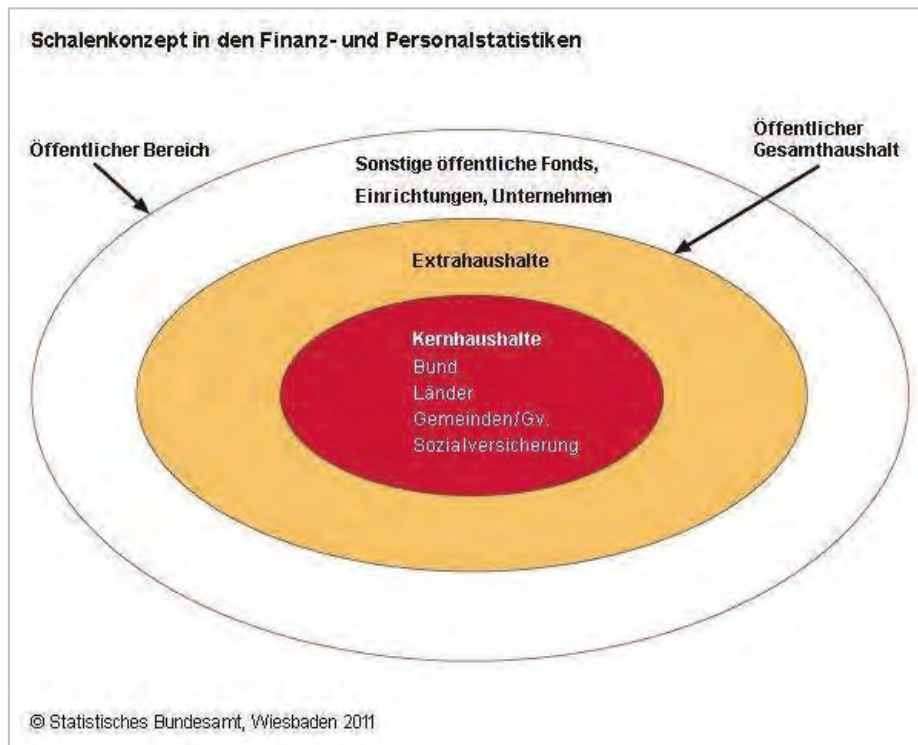 Schalenkonzept in den Finanz- und Personalstatistiken
Öffentlicher Bereich
Öffentlicher
Gesamthaushalt
Sonstige öffentliche Fonds,
Einrichtungen, Unternehmen
Extrahaushalte
Kernhaushalte
Bund
Länder
Gemeinden/Gv.
Sozialversicherung
© Statistisches Bundesamt, Wiesbaden 2011